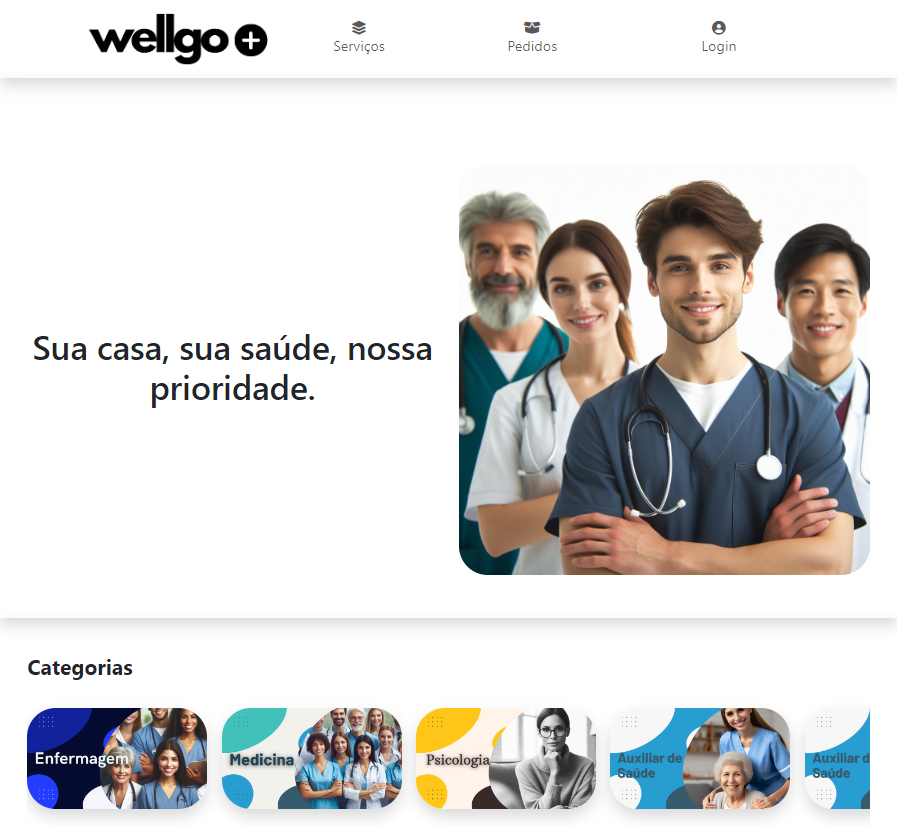 wellgo+
Serviços
Pedidos
Login
Sua casa, sua saúde, nossa
prioridade.
Categorias
Enfermagem
Medicina
Psicologia
Auxiliar de
Saúde
Auxiliar d
Saúde